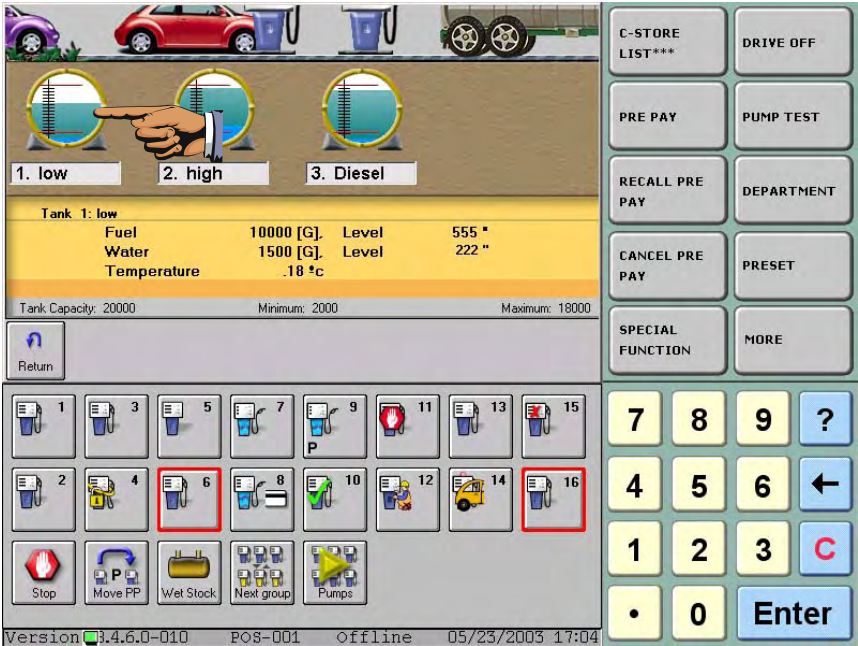 1. low
2. high
3. Diesel
Tank 1: low
Fuel 10000 [G], Level 555 "
Water 1500 [G], Level 222 "
Temperature .18 ºc
Tank Capacity: 20000 Minimum: 2000 Maximum: 18000
Return
1 3 5 7 9 11 13 15
P
2 4 6 8 10 12 14 16
P
Stop Move PP Wet Stock Next group Pumps
Version 3.4.6.0-010 POS-001 Offline 05/23/2003 17:04
C-STORE
LIST***
DRIVE OFF
PRE PAY
PUMP TEST
RECALL PRE
PAY
DEPARTMENT
CANCEL PRE
PAY
PRESET
SPECIAL
FUNCTION
MORE
7 8 9 ?
4 5 6 ←
1 2 3 C
• 0 Enter